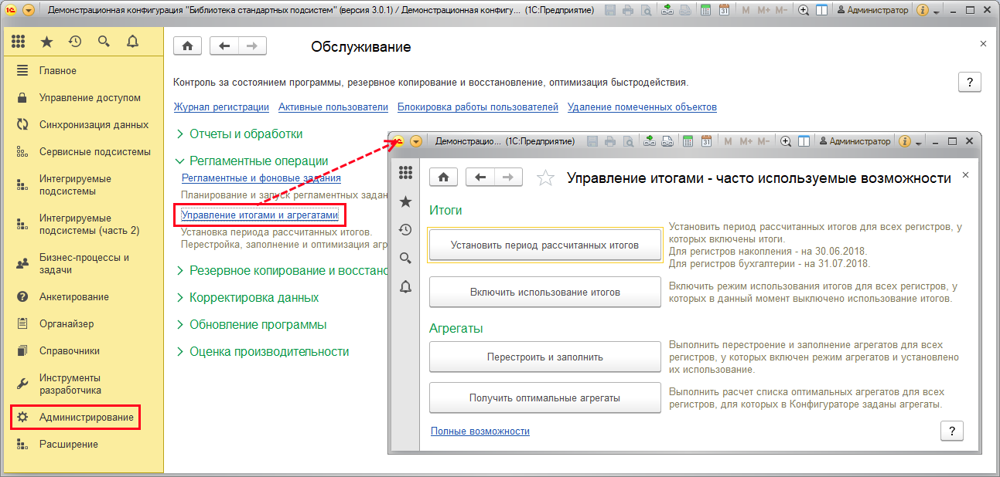 Демонстрационная конфигурация "Библиотека стандартных подсистем" (версия 3.0.1) / Демонстрационная конфигу... (1С:Предприятие)
M M+ M- Администратор
Главное
Управление доступом
Синхронизация данных
Сервисные подсистемы
Интегрируемые
подсистемы
Интегрируемые
подсистемы (часть 2)
Бизнес-процессы и
задачи
Анкетирование
Органайзер
Справочники
Инструменты
разработчика
Администрирование
Расширение
Обслуживание
Контроль за состоянием программы, резервное копирование и восстановление, оптимизация быстродействия.
?
Журнал регистрации Активные пользователи Блокировка работы пользователей Удаление помеченных объектов
Отчеты и обработки
Регламентные операции
Регламентные и фоновые задания
Планирование и запуск регламентных задан
Управление итогами и агрегатами
Установка периода рассчитанных итогов.
Перестройка, заполнение и оптимизация агр
Резервное копирование и восстано
Корректировка данных
Обновление программы
Оценка производительности
Демонстрацио... (1С:Предприятие)
31 M M+ M- Администратор
Управление итогами - часто используемые возможности
Итоги
Установить период рассчитанных итогов
Установить период рассчитанных итогов для всех регистров, у
которых включены итоги.
Для регистров накопления - на 30.06.2018.
Для регистров бухгалтерии - на 31.07.2018.
Включить использование итогов
Включить режим использования итогов для всех регистров, у
которых в данный момент выключено использование итогов.
Агрегаты
Перестроить и заполнить
Выполнить перестроение и заполнение агрегатов для всех
регистров, у которых включен режим агрегатов и установлено
их использование.
Получить оптимальные агрегаты
Выполнить расчет списка оптимальных агрегатов для всех
регистров, для которых в Конфигураторе заданы агрегаты.
Полные возможности
?